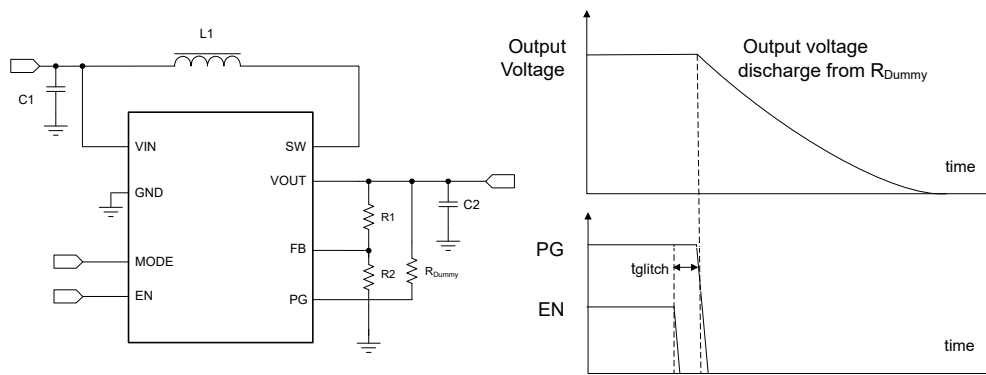 L1
C1
VIN
SW
GND
VOUT
R1
C2
FB
MODE
R2
RDummy
EN
PG
Output
Voltage
Output voltage
discharge from RDummy
time
PG
tglitch
EN
time